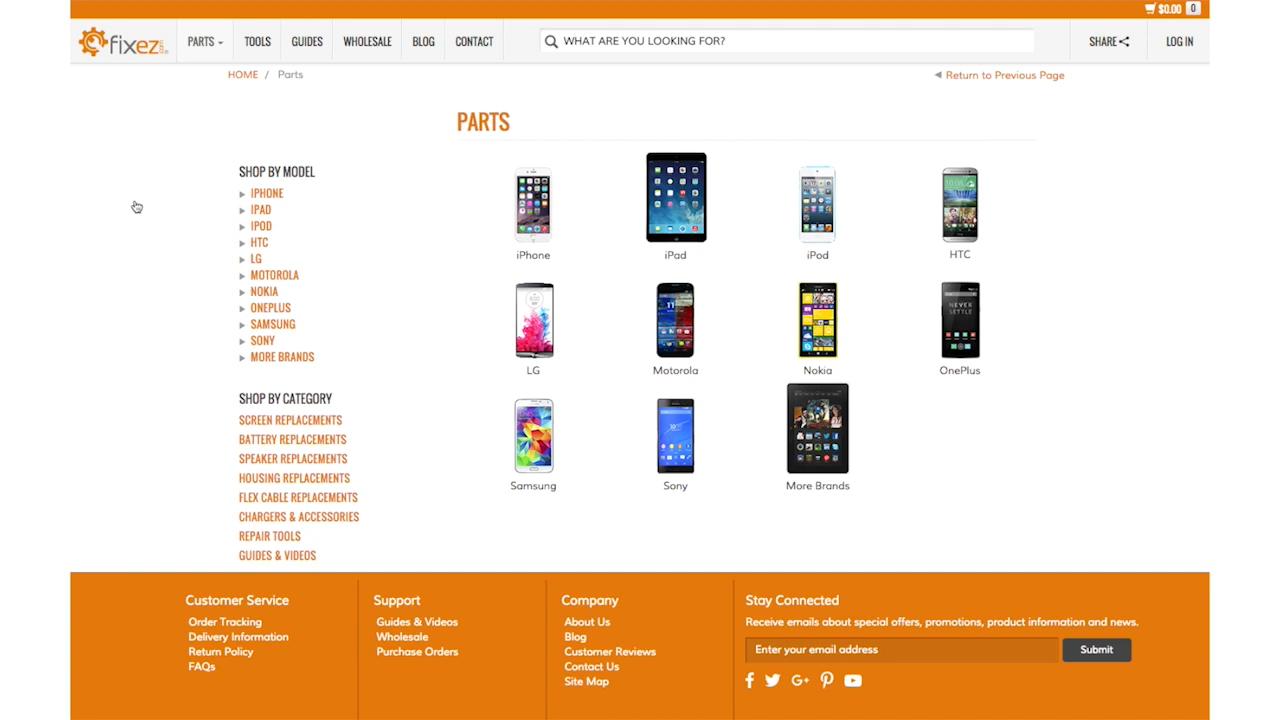 $0.00 0
fixez.com
PARTS
TOOLS
GUIDES
WHOLESALE
BLOG
CONTACT
WHAT ARE YOU LOOKING FOR?
SHARE
LOG IN
HOME / Parts
Return to Previous Page
PARTS
SHOP BY MODEL
IPHONE
IPAD
IPOD
HTC
LG
MOTOROLA
NOKIA
ONEPLUS
SAMSUNG
SONY
MORE BRANDS
SHOP BY CATEGORY
SCREEN REPLACEMENTS
BATTERY REPLACEMENTS
SPEAKER REPLACEMENTS
HOUSING REPLACEMENTS
FLEX CABLE REPLACEMENTS
CHARGERS & ACCESSORIES
REPAIR TOOLS
GUIDES & VIDEOS
iPhone
iPad
iPod
HTC
LG
Motorola
Nokia
NEVER
SETTLE
OnePlus
Samsung
Sony
More Brands
Customer Service
Order Tracking
Delivery Information
Return Policy
FAQs
Support
Guides & Videos
Wholesale
Purchase Orders
Company
About Us
Blog
Customer Reviews
Contact Us
Site Map
Stay Connected
Receive emails about special offers, promotions, product information and news.
Enter your email address
Submit